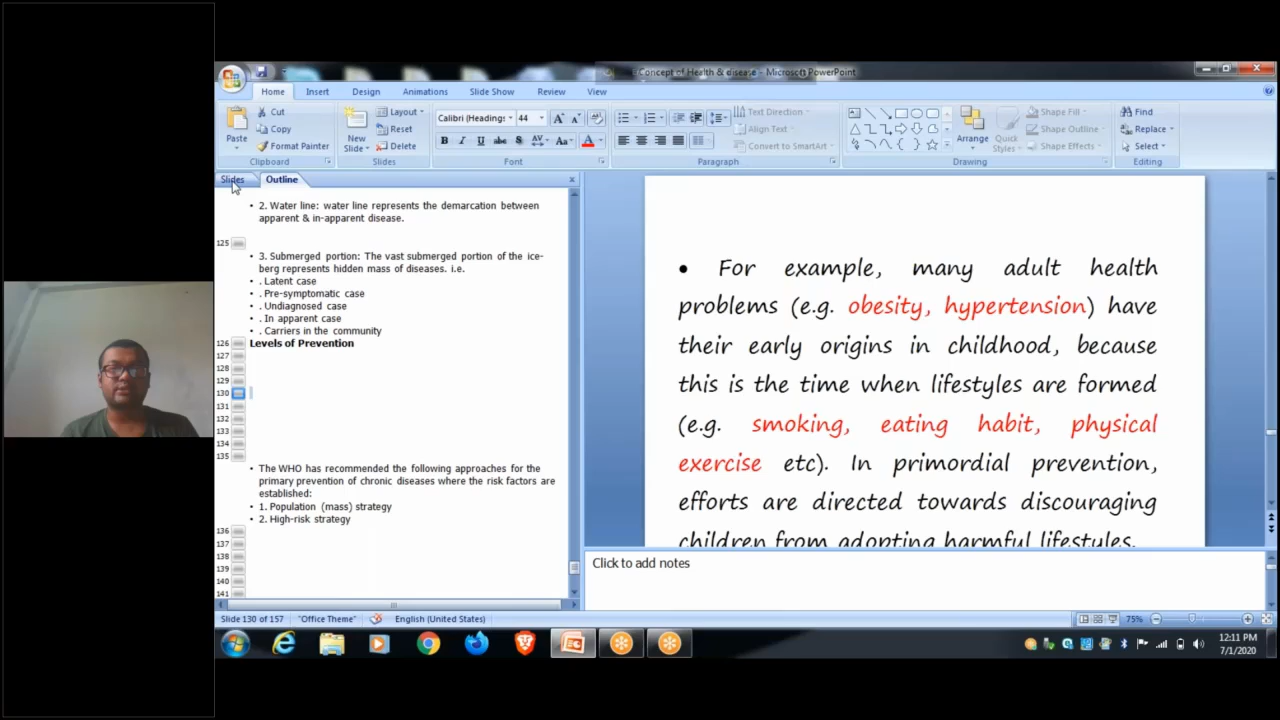 Concept of Health & disease - Microsoft PowerPoint
Home Insert Design Animations Slide Show Review View
Paste
Cut
Copy
Format Painter
Clipboard
New Slide
Layout
Reset
Delete
Slides
Calibri (Headings 44
B I U abc S AV Aa A
Font
Text Direction
Align Text
Convert to SmartArt
Paragraph
Arrange
Quick Styles
Shape Fill
Shape Outline
Shape Effects
Drawing
Find
Replace
Select
Editing
Slides Outline
• 2. Water line: water line represents the demarcation between
apparent & in-apparent disease.
125
• 3. Submerged portion: The vast submerged portion of the ice-
berg represents hidden mass of diseases. i.e.
• . Latent case
• . Pre-symptomatic case
• . Undiagnosed case
• . In apparent case
• . Carriers in the community
126 Levels of Prevention
127
128
129
130
131
132
133
134
135
• The WHO has recommended the following approaches for the
primary prevention of chronic diseases where the risk factors are
established:
• 1. Population (mass) strategy
• 2. High-risk strategy
136
137
138
139
140
141
• For example, many adult health
problems (e.g. obesity, hypertension) have
their early origins in childhood, because
this is the time when lifestyles are formed
(e.g. smoking, eating habit, physical
exercise etc). In primordial prevention,
efforts are directed towards discouraging
children from adopting harmful lifestyles.
Click to add notes
Slide 130 of 157 "Office Theme" English (United States) 75%
12:11 PM
7/1/2020